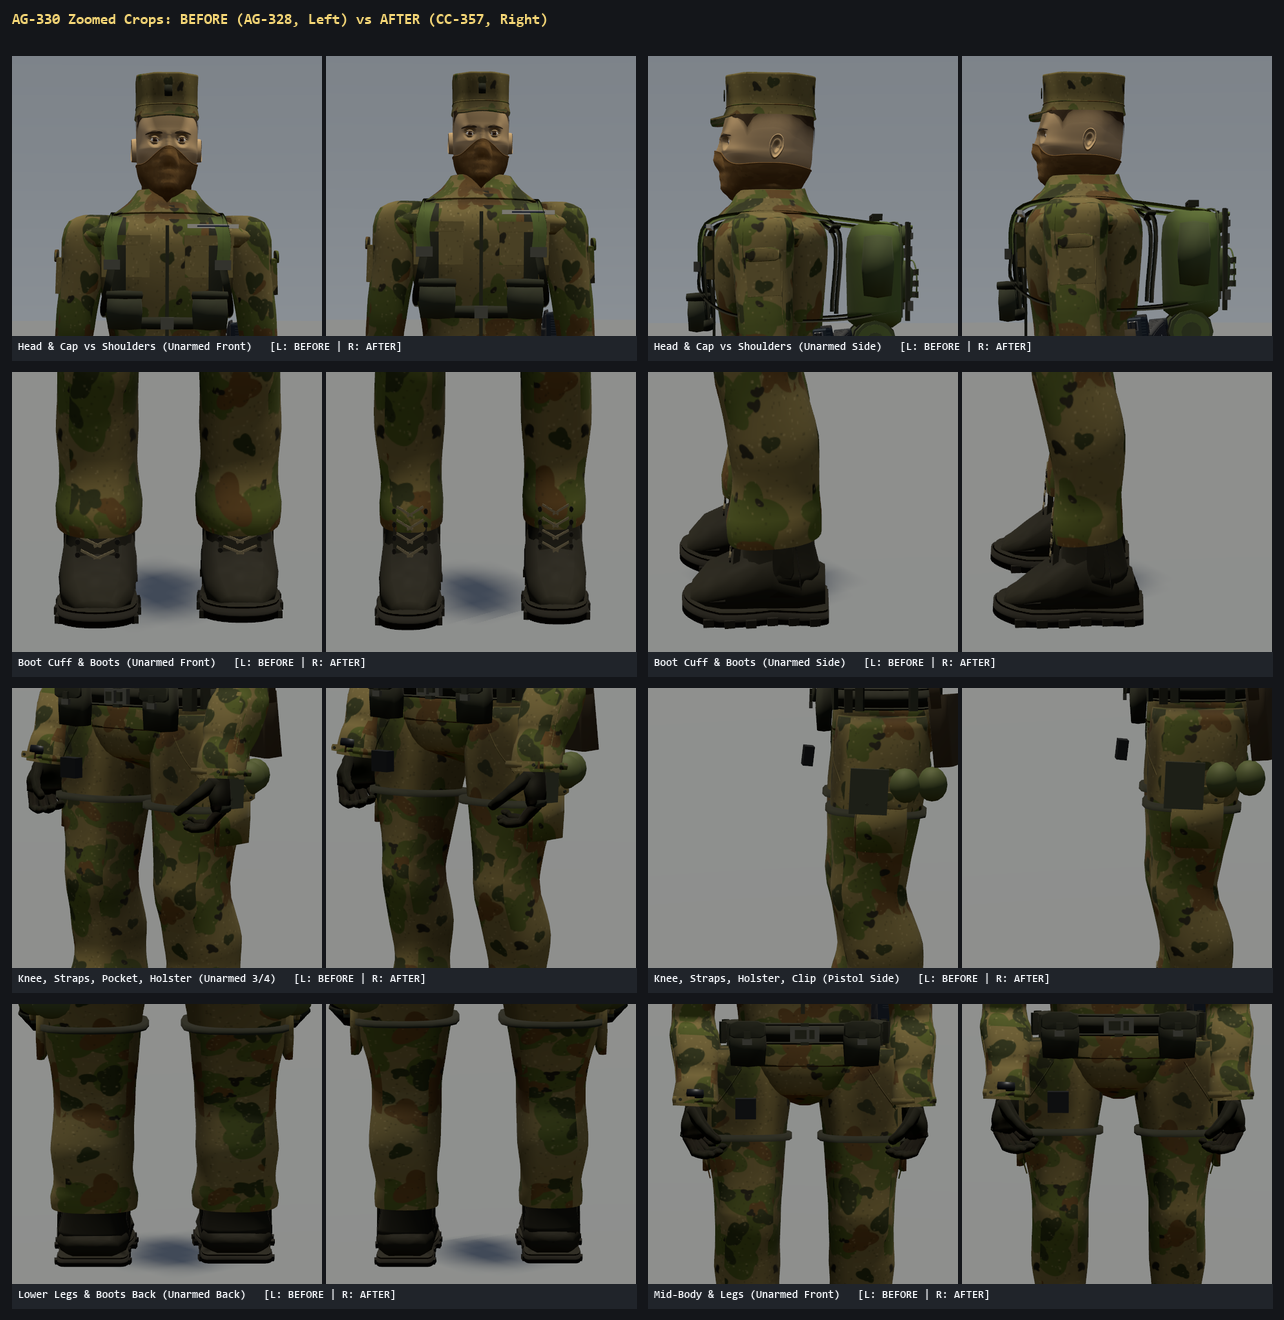 AG-330 Zoomed Crops: BEFORE (AG-328, Left) vs AFTER (CC-357, Right)
Head & Cap vs Shoulders (Unarmed Front) [L: BEFORE | R: AFTER]
Head & Cap vs Shoulders (Unarmed Side) [L: BEFORE | R: AFTER]
Boot Cuff & Boots (Unarmed Front) [L: BEFORE | R: AFTER]
Boot Cuff & Boots (Unarmed Side) [L: BEFORE | R: AFTER]
Knee, Straps, Pocket, Holster (Unarmed 3/4) [L: BEFORE | R: AFTER]
Knee, Straps, Holster, Clip (Pistol Side) [L: BEFORE | R: AFTER]
Lower Legs & Boots Back (Unarmed Back) [L: BEFORE | R: AFTER]
Mid-Body & Legs (Unarmed Front) [L: BEFORE | R: AFTER]